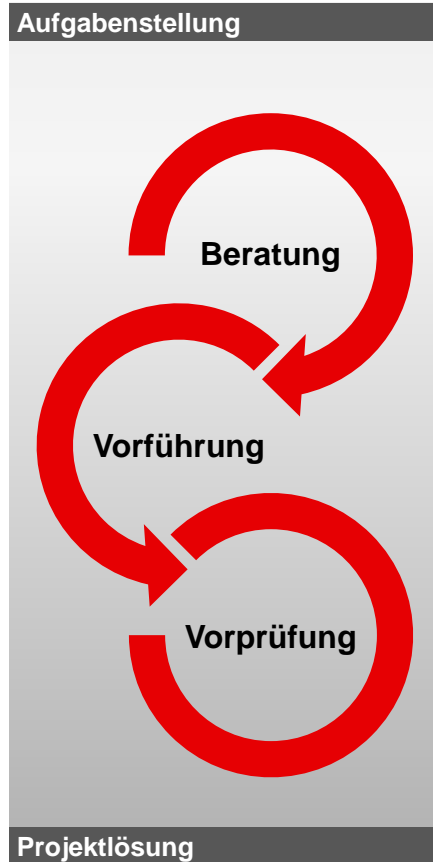 Aufgabenstellung
Beratung
Vorführung
Vorprüfung
Projektlösung